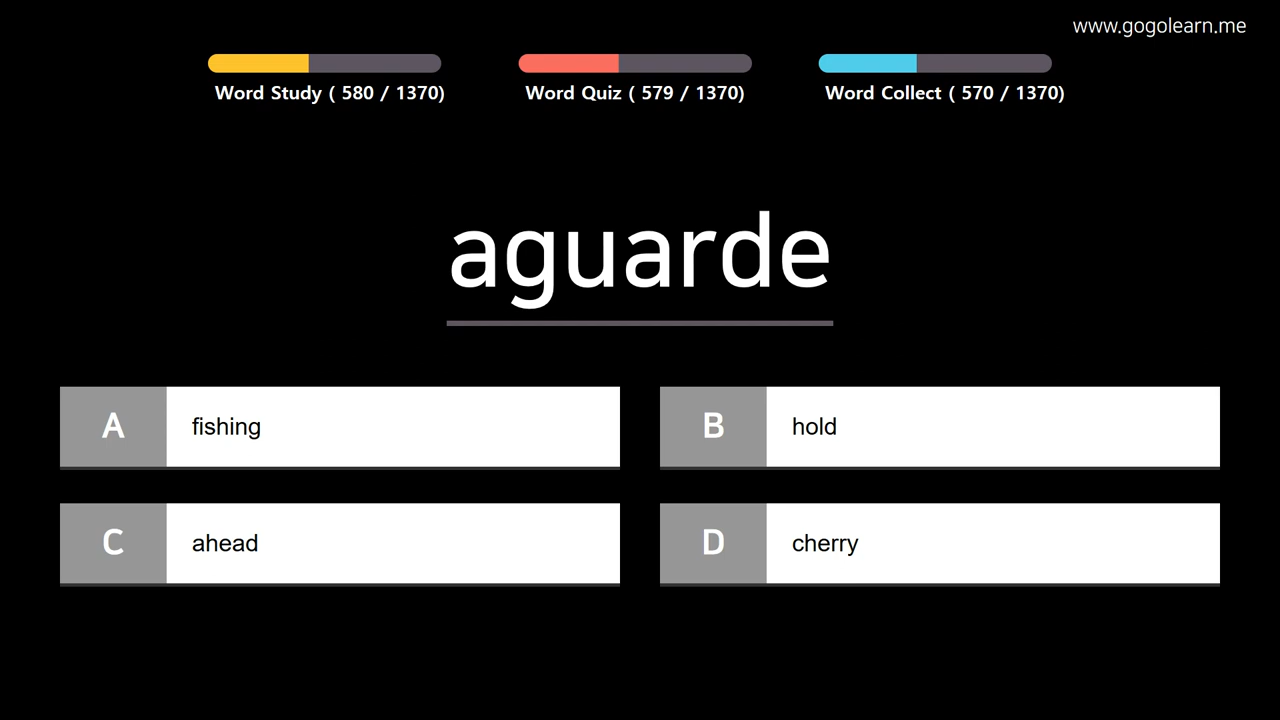 www.gogolearn.me
Word Study ( 580 / 1370)
Word Quiz ( 579 / 1370)
Word Collect ( 570 / 1370)
aguarde
A fishing
B hold
C ahead
D cherry